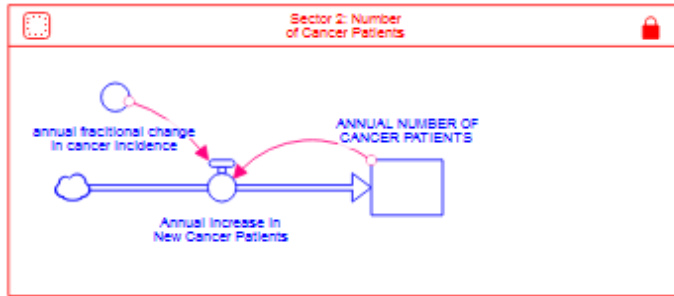 Sector 2: Number
of Cancer Patients
annual fracitional change
in cancer incidence
ANNUAL NUMBER OF
CANCER PATIENTS
Annual Increase in
New Cancer Patients